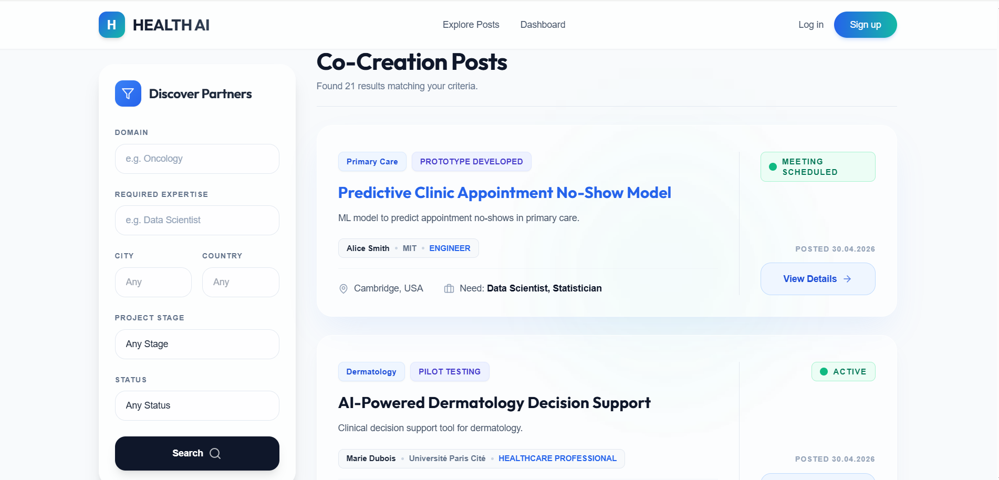 H HEALTH AI
Explore Posts
Dashboard
Log in
Sign up
Discover Partners
DOMAIN
e.g. Oncology
REQUIRED EXPERTISE
e.g. Data Scientist
CITY
COUNTRY
Any
Any
PROJECT STAGE
Any Stage
STATUS
Any Status
Search
Co-Creation Posts
Found 21 results matching your criteria.
Primary Care
PROTOTYPE DEVELOPED
MEETING
SCHEDULED
Predictive Clinic Appointment No-Show Model
ML model to predict appointment no-shows in primary care.
Alice Smith • MIT • ENGINEER
POSTED 30.04.2026
Cambridge, USA
Need: Data Scientist, Statistician
View Details →
Dermatology
PILOT TESTING
ACTIVE
AI-Powered Dermatology Decision Support
Clinical decision support tool for dermatology.
Marie Dubois • Université Paris Cité • HEALTHCARE PROFESSIONAL
POSTED 30.04.2026